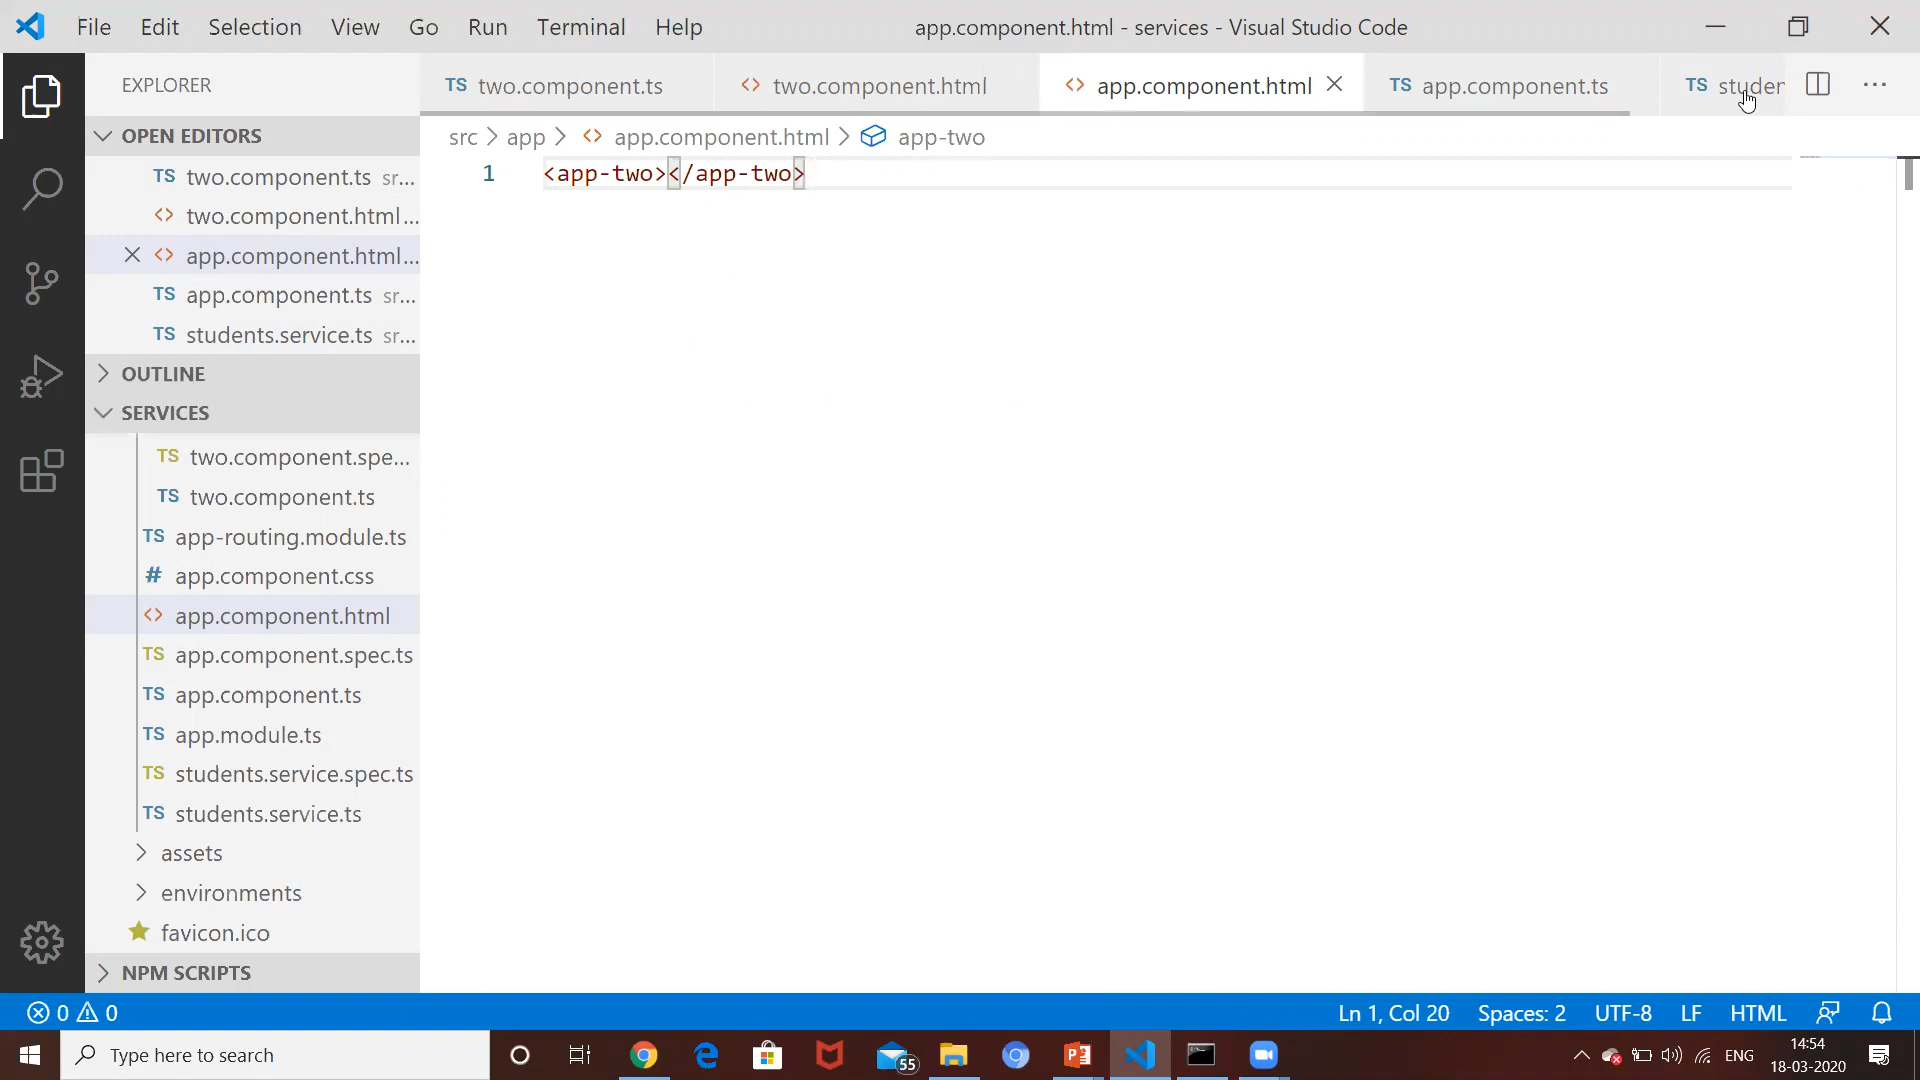 File Edit Selection View Go Run Terminal Help app.component.html - services - Visual Studio Code
EXPLORER
TS two.component.ts <> two.component.html <> app.component.html TS app.component.ts TS studen
OPEN EDITORS
src > app > <> app.component.html > app-two
1 <app-two></app-two>
TS two.component.ts sr...
<> two.component.html...
<> app.component.html...
TS app.component.ts sr...
TS students.service.ts sr...
OUTLINE
SERVICES
TS two.component.spe...
TS two.component.ts
TS app-routing.module.ts
# app.component.css
<> app.component.html
TS app.component.spec.ts
TS app.component.ts
TS app.module.ts
TS students.service.spec.ts
TS students.service.ts
> assets
> environments
favicon.ico
NPM SCRIPTS
0 0 Ln 1, Col 20 Spaces: 2 UTF-8 LF HTML
Type here to search 55 P ENG 14:54
18-03-2020